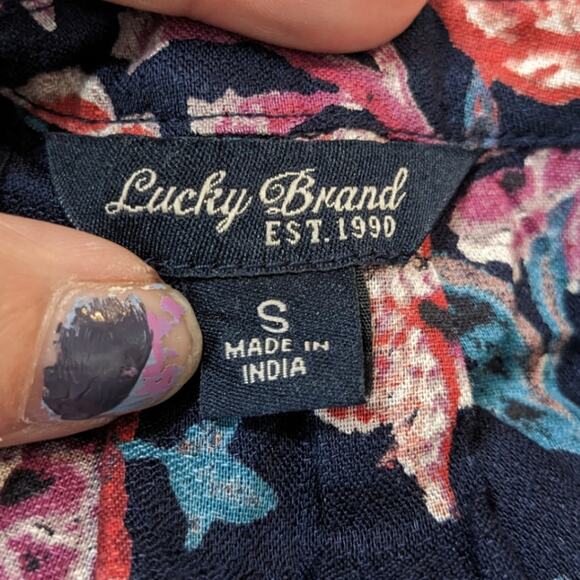 Lucky Brand
EST. 1990
S
MADE IN
INDIA